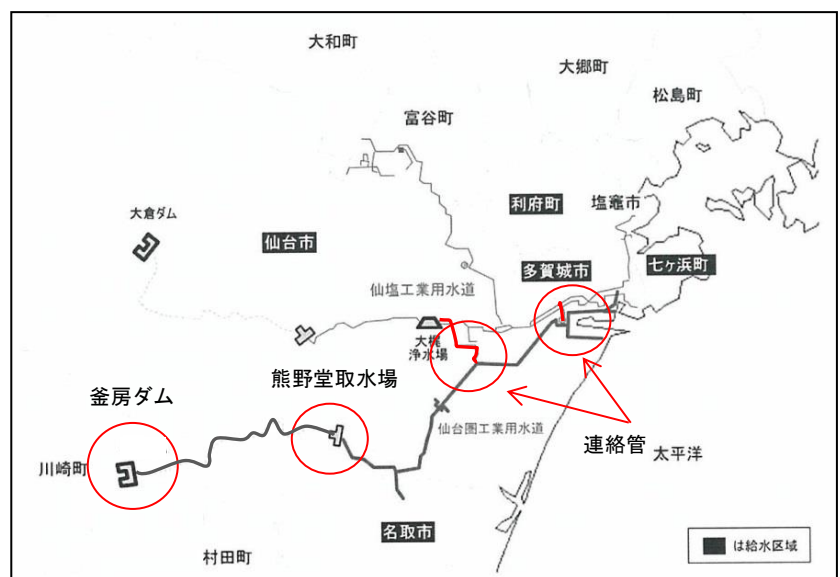 大和町
大郷町
松島町
富谷町
利府町
塩竈市
大倉ダム
仙台市
多賀城市
七ヶ浜町
仙塩工業用水道
大梶
浄水場
熊野堂取水場
釜房ダム
仙台圏工業用水道
連絡管
太平洋
川崎町
名取市
村田町
は給水区域